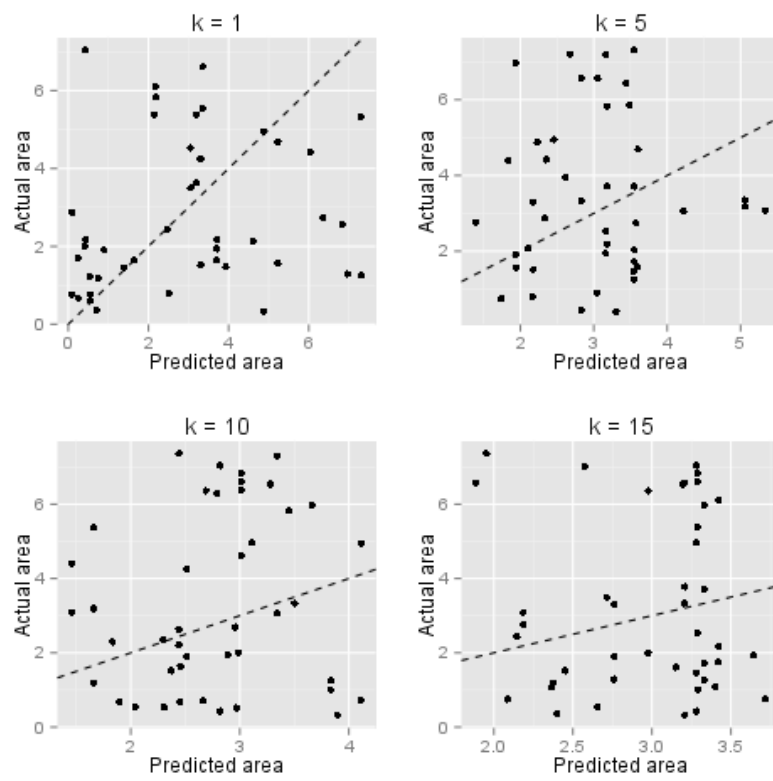 k = 1
Actual area
6
4
2
0
0 2 4 6
Predicted area
k = 5
Actual area
6
4
2
0
2 3 4 5
Predicted area
k = 10
Actual area
6
4
2
0
2 3 4
Predicted area
k = 15
Actual area
6
4
2
0
2.0 2.5 3.0 3.5
Predicted area